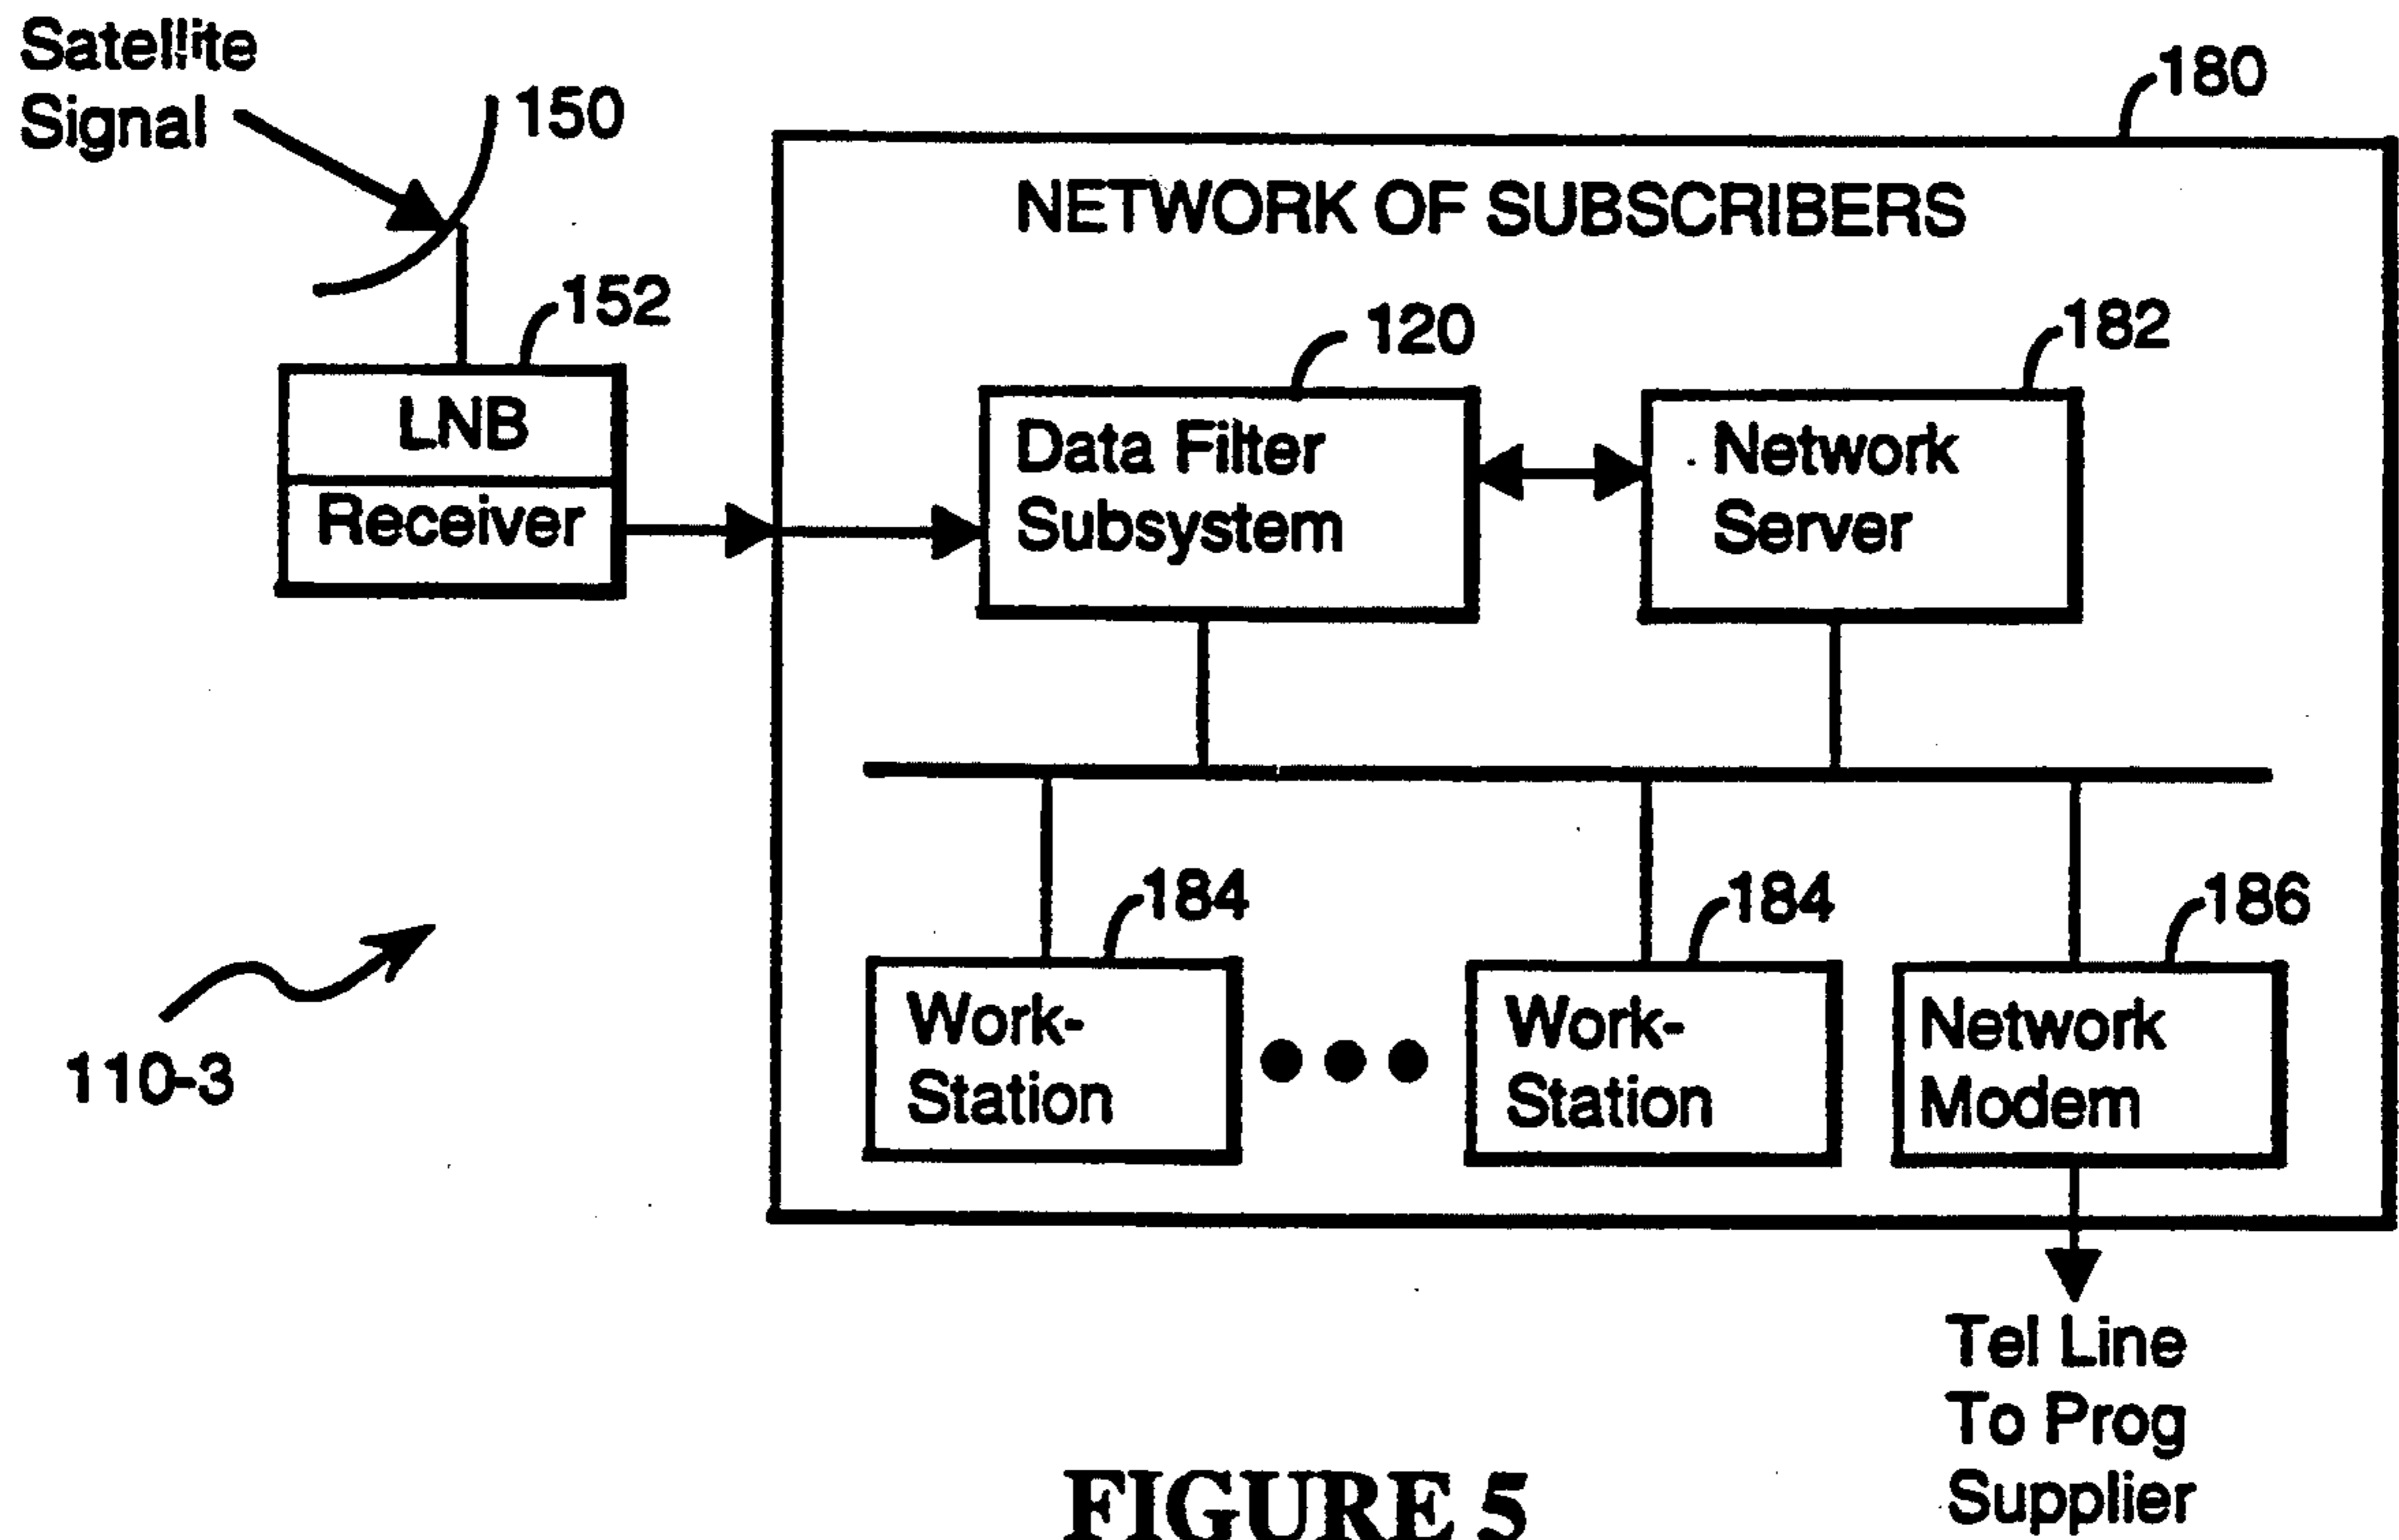 Satellite
Signal
150
180
NETWORK OF SUBSCRIBERS
152
120
182
LNB
Receiver
Data Filter
Subsystem
Network
Server
184
184
186
110-3
Work-
Station
Work-
Station
Network
Modem
Tel Line
To Prog
Supplier
FIGURE 5